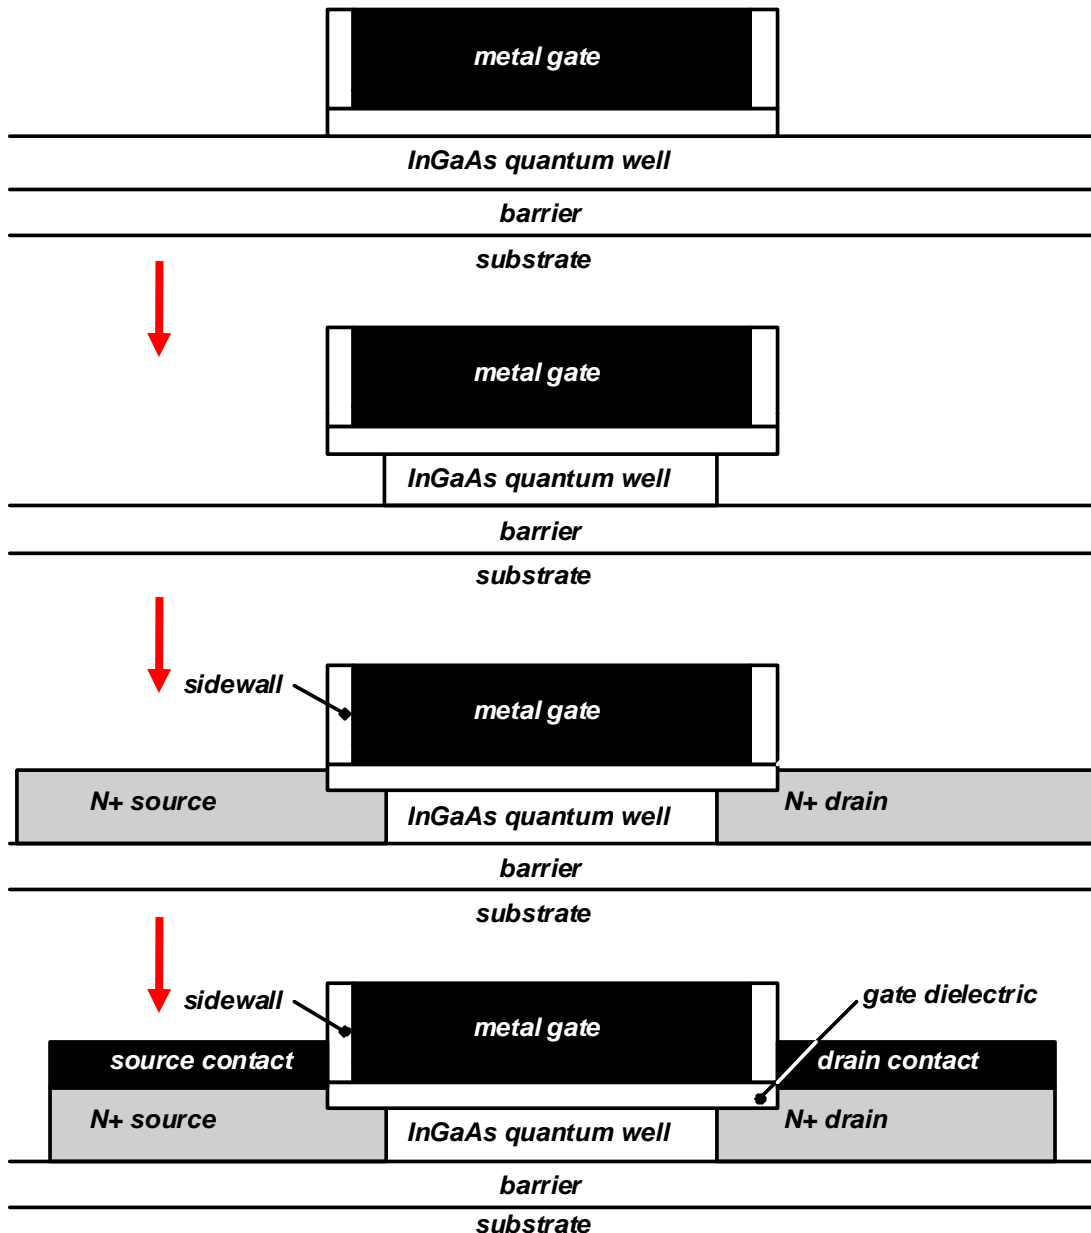 metal gate
InGaAs quantum well
barrier
substrate
metal gate
InGaAs quantum well
barrier
substrate
sidewall
metal gate
N+ source
InGaAs quantum well
N+ drain
barrier
substrate
sidewall
metal gate
gate dielectric
source contact
drain contact
N+ source
InGaAs quantum well
N+ drain
barrier
substrate